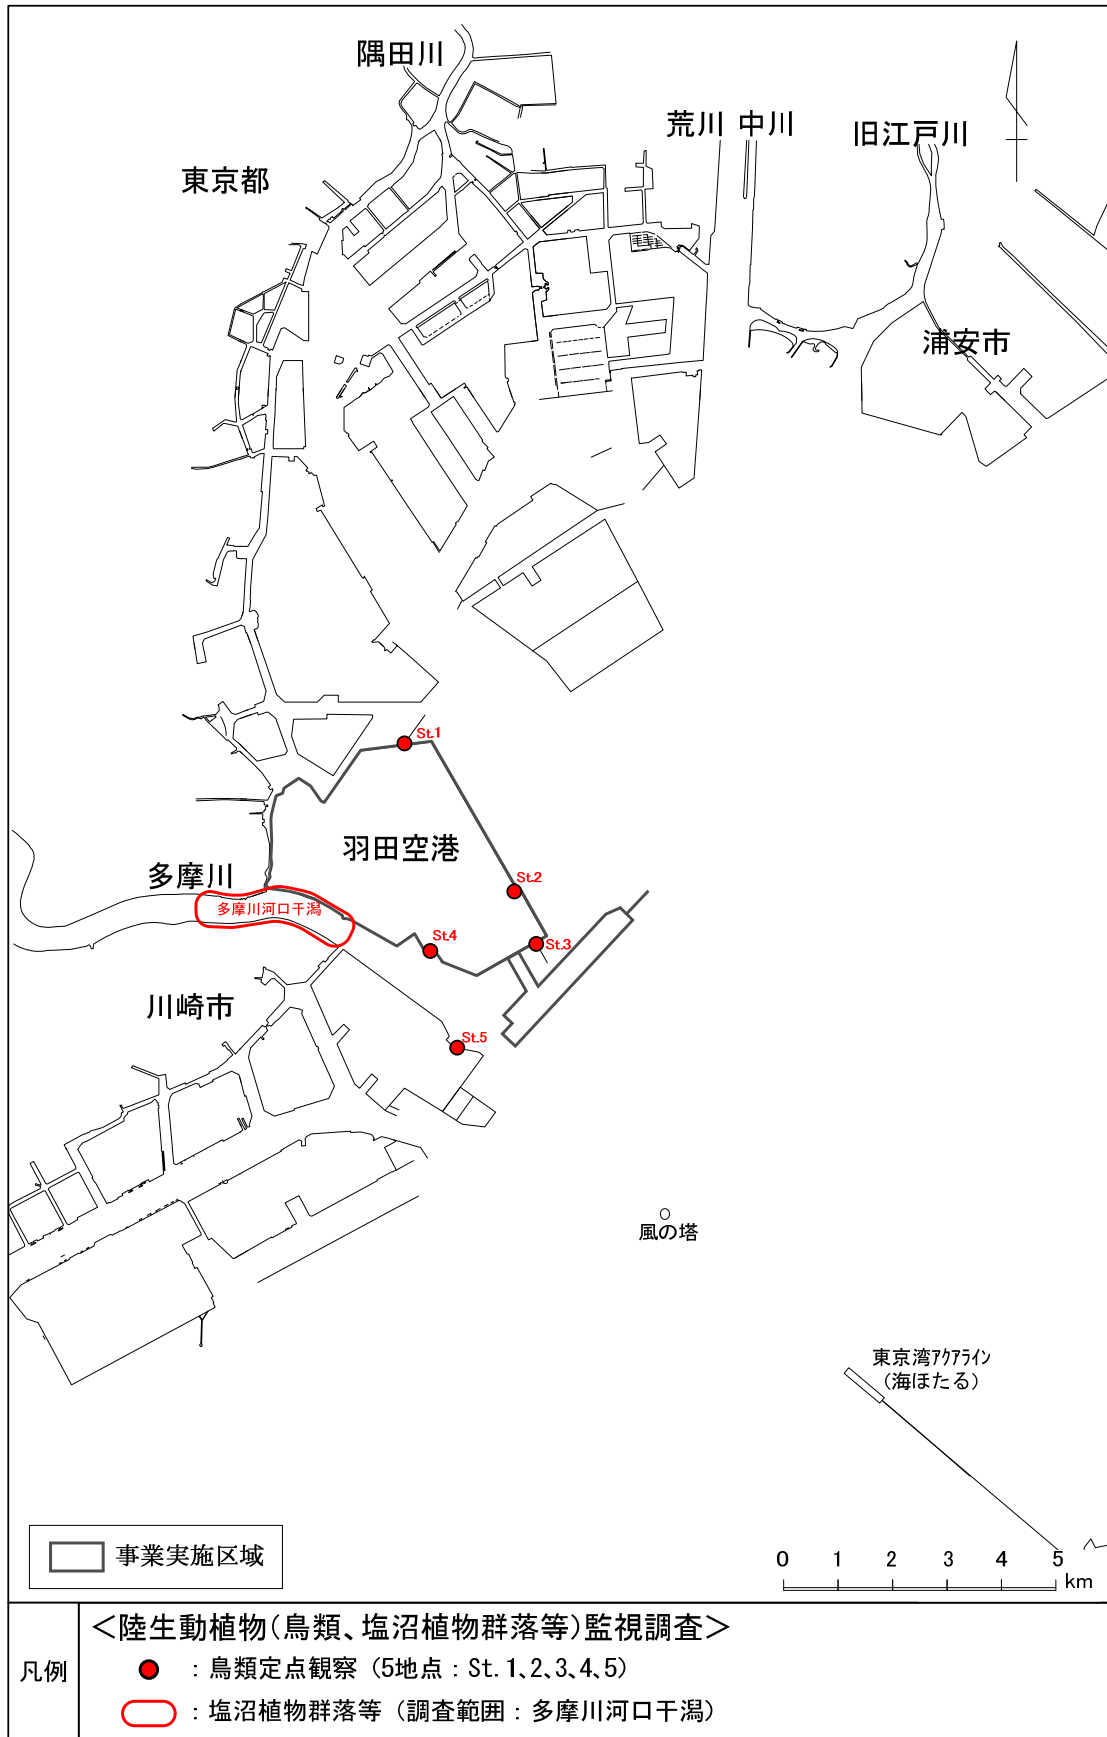 隅田川
荒川 中川
旧江戸川
東京都
浦安市
St.1
羽田空港
多摩川
St.2
多摩川河口干潟
St.4
St.3
川崎市
St.5
風の塔
東京湾ｱｸｱﾗｲﾝ
(海ほたる)
事業実施区域
0 1 2 3 4 5
km
凡例
＜陸生動植物(鳥類、塩沼植物群落等)監視調査＞
：鳥類定点観察（5地点：St.1､2､3､4､5）
：塩沼植物群落等（調査範囲：多摩川河口干潟）